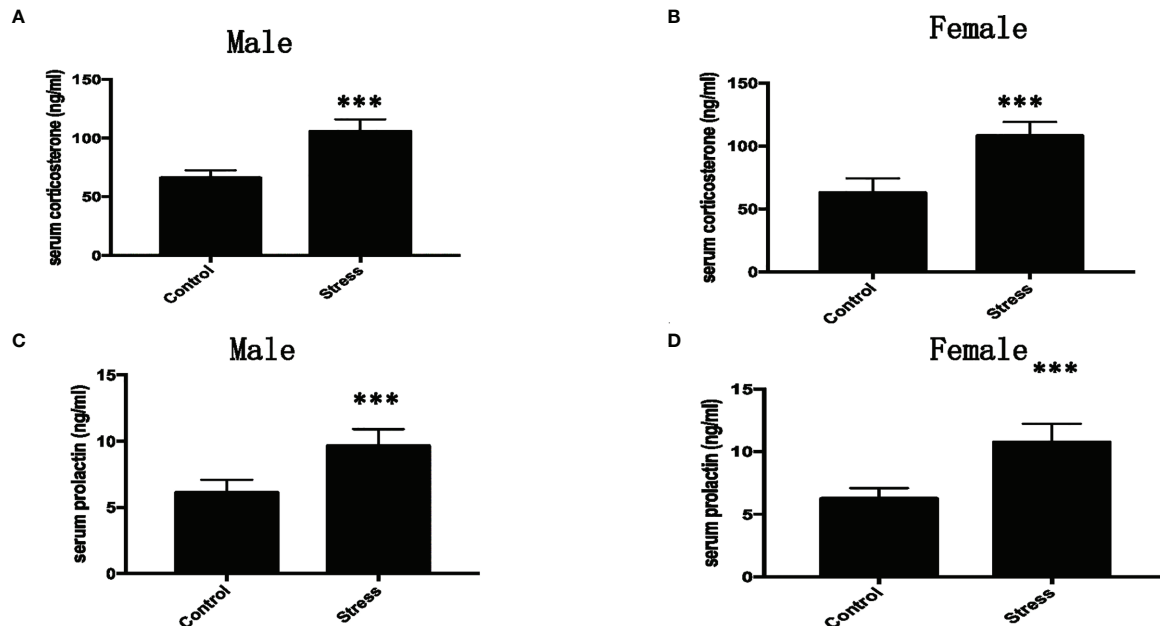 A
Male
serum corticosterone (ng/ml)
150
100
50
0
***
Control
Stress
B
Female
serum corticosterone (ng/ml)
150
100
50
0
***
Control
Stress
C
Male
serum prolactin (ng/ml)
15
10
5
0
***
Control
Stress
D
Female
serum prolactin (ng/ml)
15
10
5
0
***
Control
Stress